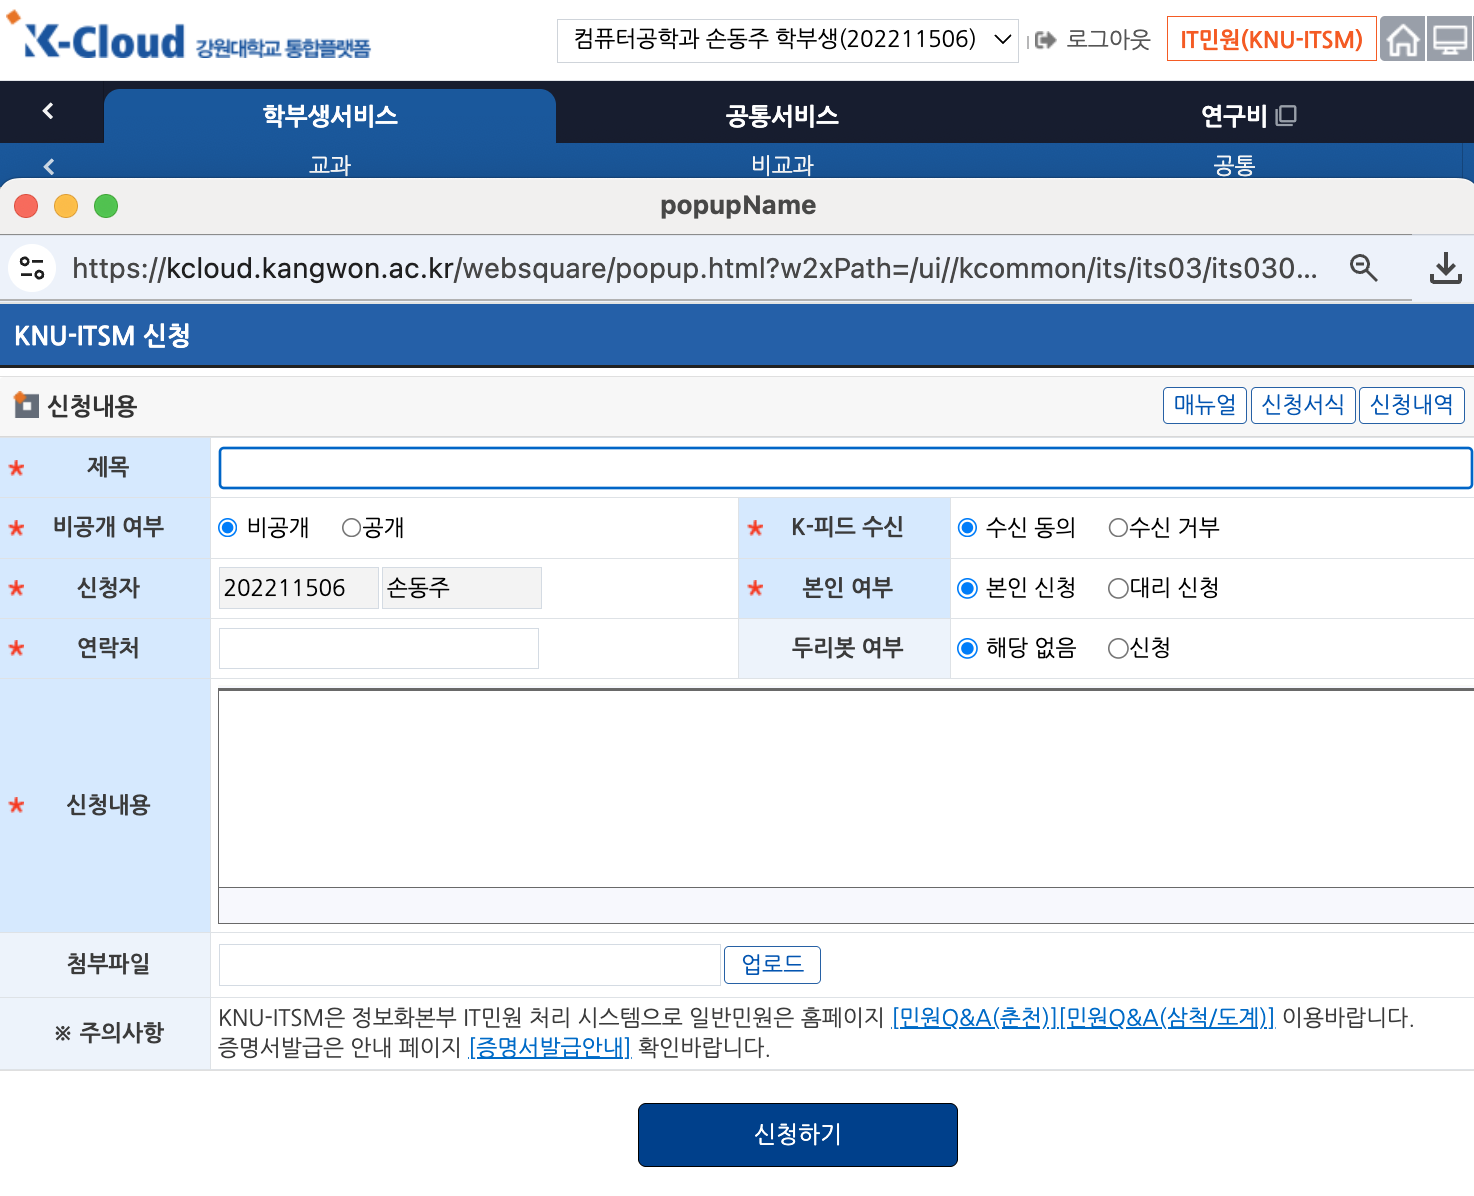 K-Cloud 강원대학교 통합플랫폼
컴퓨터공학과 손동주 학부생(202211506)
로그아웃
IT민원(KNU-ITSM)
학부생서비스 공통서비스 연구비
교과 비교과 공통
popupName
https://kcloud.kangwon.ac.kr/websquare/popup.html?w2xPath=/ui//kcommon/its/its03/its030...
KNU-ITSM 신청
신청내용 매뉴얼 신청서식 신청내역
* 제목
* 비공개 여부 비공개 공개 * K-피드 수신 수신 동의 수신 거부
* 신청자 202211506 손동주 * 본인 여부 본인 신청 대리 신청
* 연락처 두리봇 여부 해당 없음 신청
* 신청내용
첨부파일 업로드
※ 주의사항
KNU-ITSM은 정보화본부 IT민원 처리 시스템으로 일반민원은 홈페이지 [민원Q&A(춘천)][민원Q&A(삼척/도계)] 이용바랍니다.
증명서발급은 안내 페이지 [증명서발급안내] 확인바랍니다.
신청하기